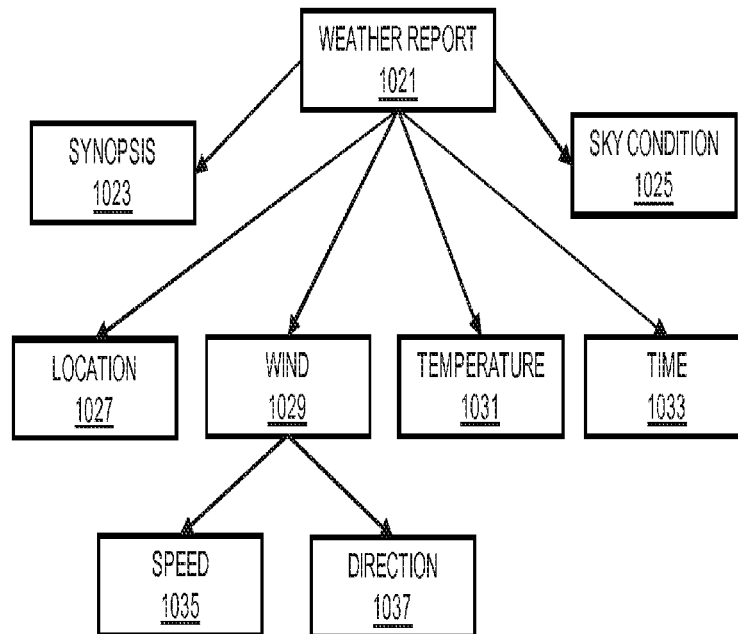 WEATHER REPORT
1021
SYNOPSIS
1023
SKY CONDITION
1025
LOCATION
1027
WIND
1029
TEMPERATURE
1031
TIME
1033
SPEED
1035
DIRECTION
1037